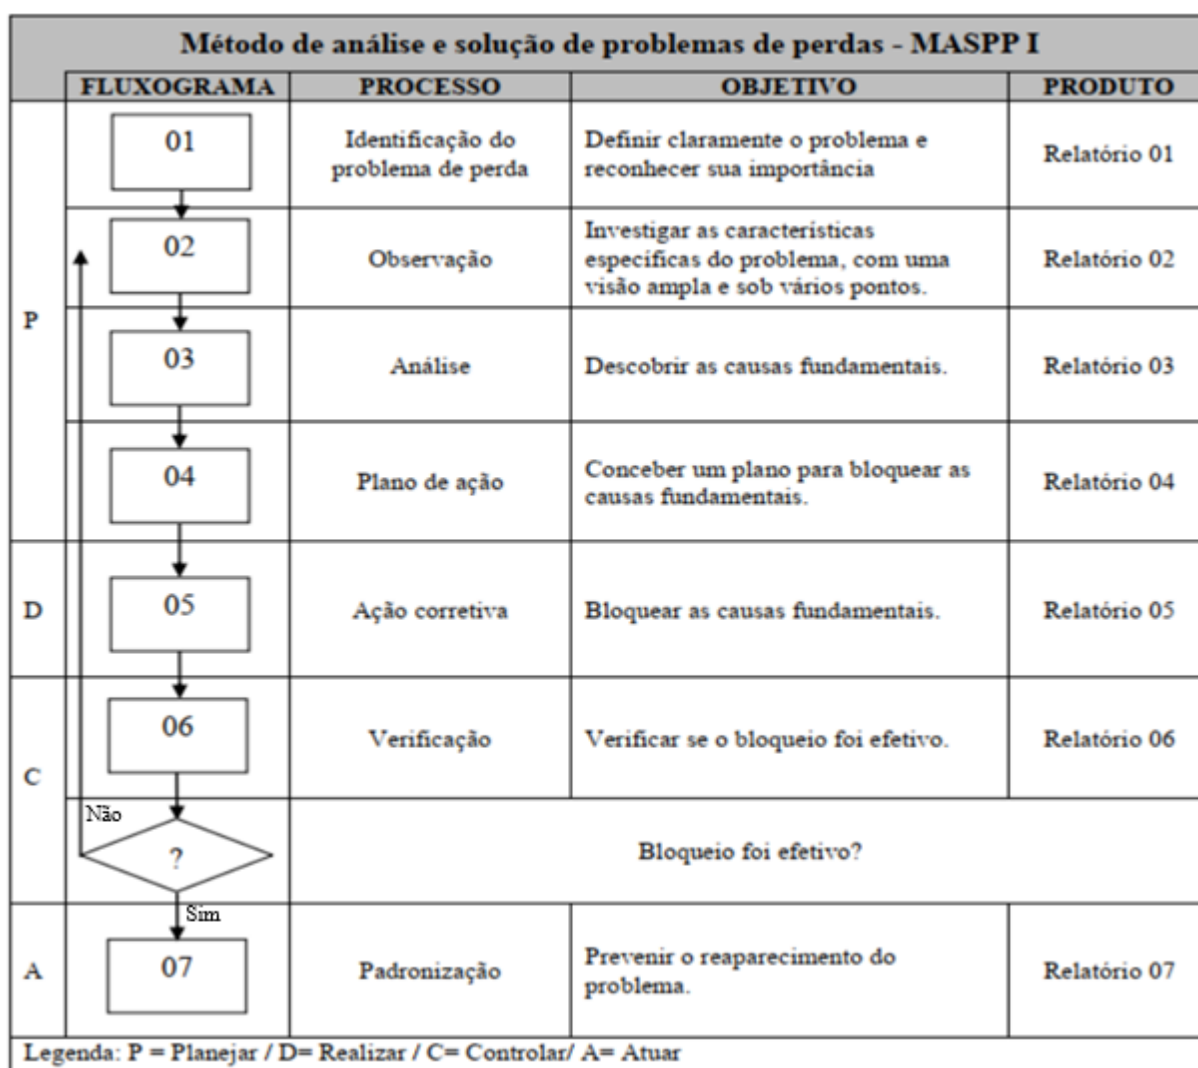 Método de análise e solução de problemas de perdas - MASPP I
FLUXOGRAMA PROCESSO OBJETIVO PRODUTO
P
01
Identificação do
problema de perda
Definir claramente o problema e
reconhecer sua importância
Relatório 01
02
Observação
Investigar as características
específicas do problema, com uma
visão ampla e sob vários pontos.
Relatório 02
03
Análise
Descobrir as causas fundamentais.
Relatório 03
04
Plano de ação
Conceber um plano para bloquear as
causas fundamentais.
Relatório 04
D
05
Ação corretiva
Bloquear as causas fundamentais.
Relatório 05
C
06
Verificação
Verificar se o bloqueio foi efetivo.
Relatório 06
Não
?
Bloqueio foi efetivo?
Sim
A
07
Padronização
Prevenir o reaparecimento do
problema.
Relatório 07
Legenda: P = Planejar / D= Realizar / C= Controlar/ A= Atuar